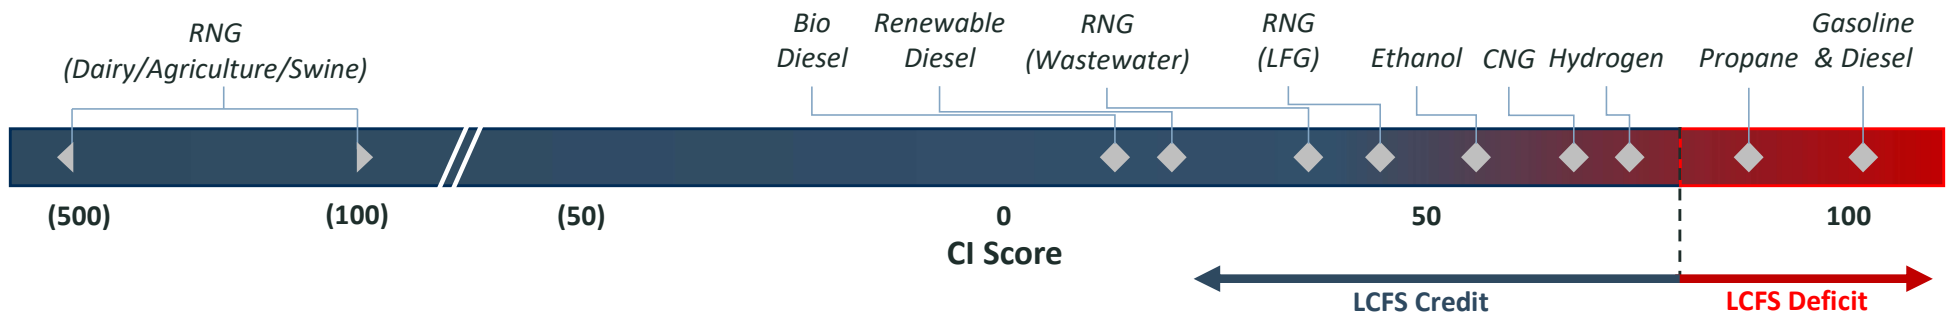 RNG
(Dairy/Agriculture/Swine)
Bio
Diesel
Renewable
Diesel
RNG
(Wastewater)
RNG
(LFG)
Ethanol
CNG
Hydrogen
Propane
Gasoline
& Diesel
(500)
(100)
(50)
0
50
100
CI Score
LCFS Credit
LCFS Deficit